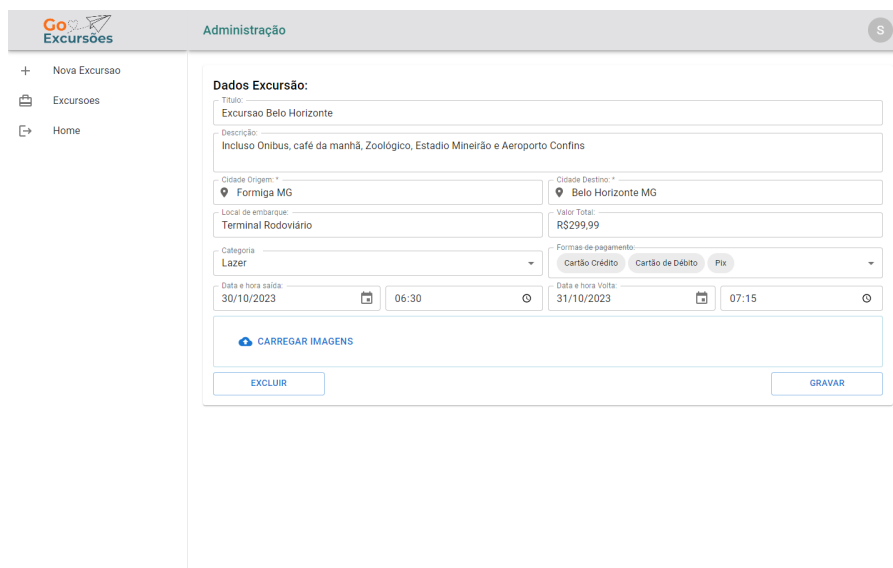 Go
Excursões
Administração
S
Nova Excursao
Excursoes
Home
Dados Excursão:
Título:
Excursao Belo Horizonte
Descrição:
Incluso Onibus, café da manhã, Zoológico, Estadio Mineirão e Aeroporto Confins
Cidade Origem: *
Formiga MG
Cidade Destino: *
Belo Horizonte MG
Local de embarque:
Terminal Rodoviário
Valor Total:
R$299,99
Categoria
Lazer
Formas de pagamento:
Cartão Crédito Cartão de Débito Pix
Data e hora saída:
30/10/2023 06:30
Data e hora Volta:
31/10/2023 07:15
CARREGAR IMAGENS
EXCLUIR GRAVAR